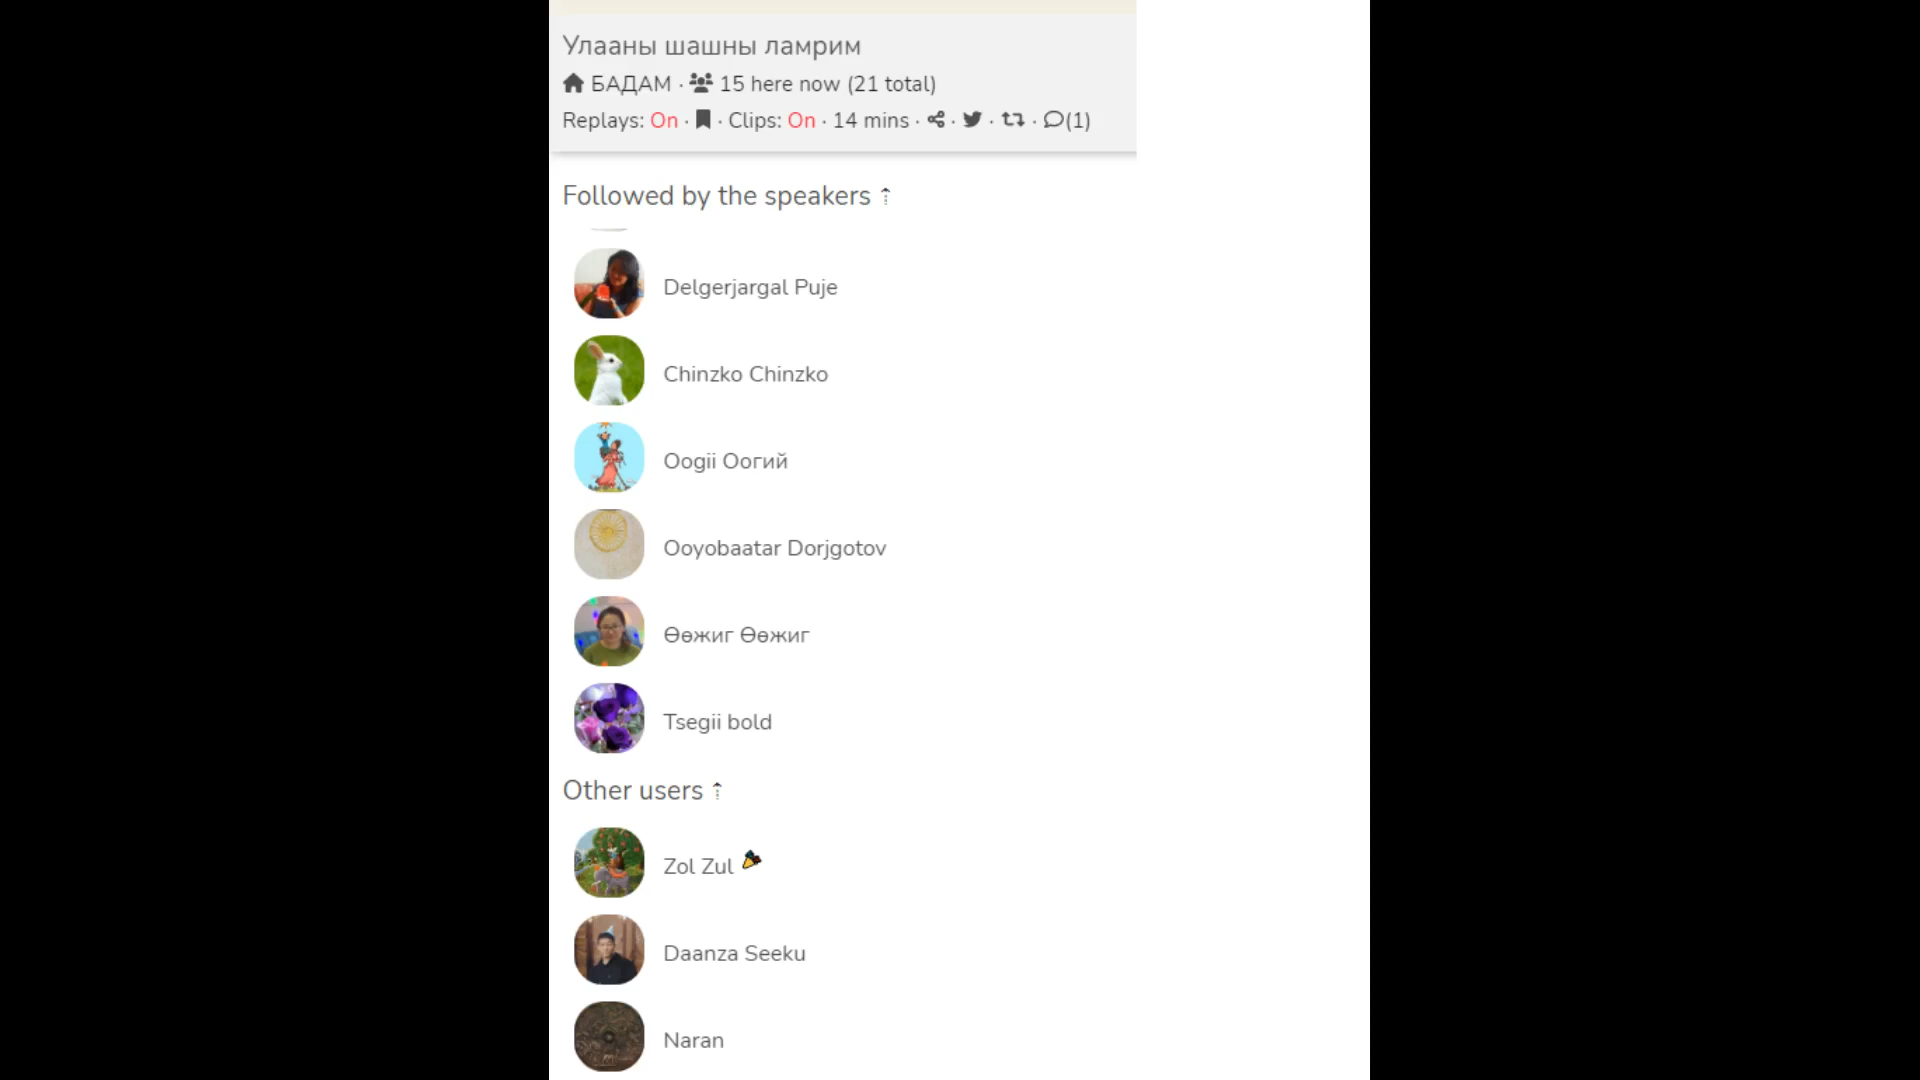 Улааны шашны ламрим
БАДАМ · 15 here now (21 total)
Replays: On · · Clips: On · 14 mins · · · · (1)
Followed by the speakers
Delgerjargal Puje
Chinzko Chinzko
Oogii Оогий
Ooyobaatar Dorjgotov
Өөжиг Өөжиг
Tsegii bold
Other users
Zol Zul
Daanza Seeku
Naran